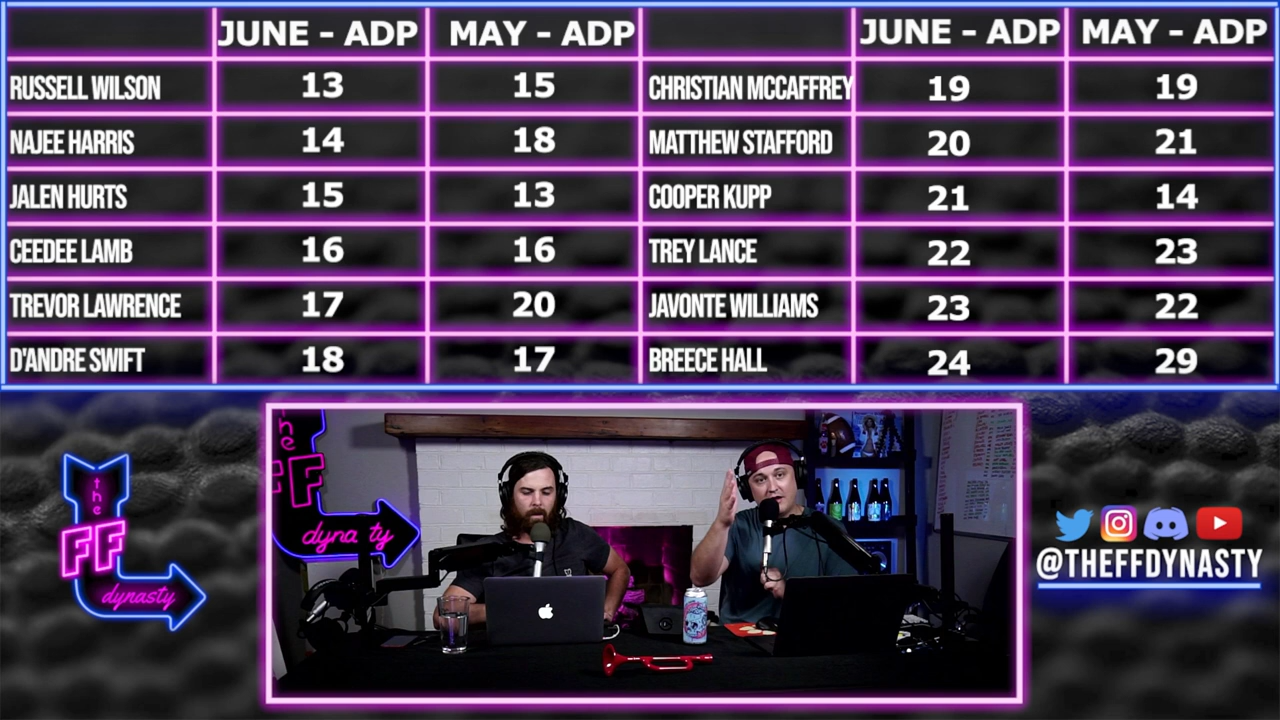 JUNE - ADP MAY - ADP JUNE - ADP MAY - ADP
RUSSELL WILSON 13 15 CHRISTIAN MCCAFFREY 19 19
NAJEE HARRIS 14 18 MATTHEW STAFFORD 20 21
JALEN HURTS 15 13 COOPER KUPP 21 14
CEEDEE LAMB 16 16 TREY LANCE 22 23
TREVOR LAWRENCE 17 20 JAVONTE WILLIAMS 23 22
D'ANDRE SWIFT 18 17 BREECE HALL 24 29
the
FF
dynasty
he
FF
dynasty
@THEFFDYNASTY